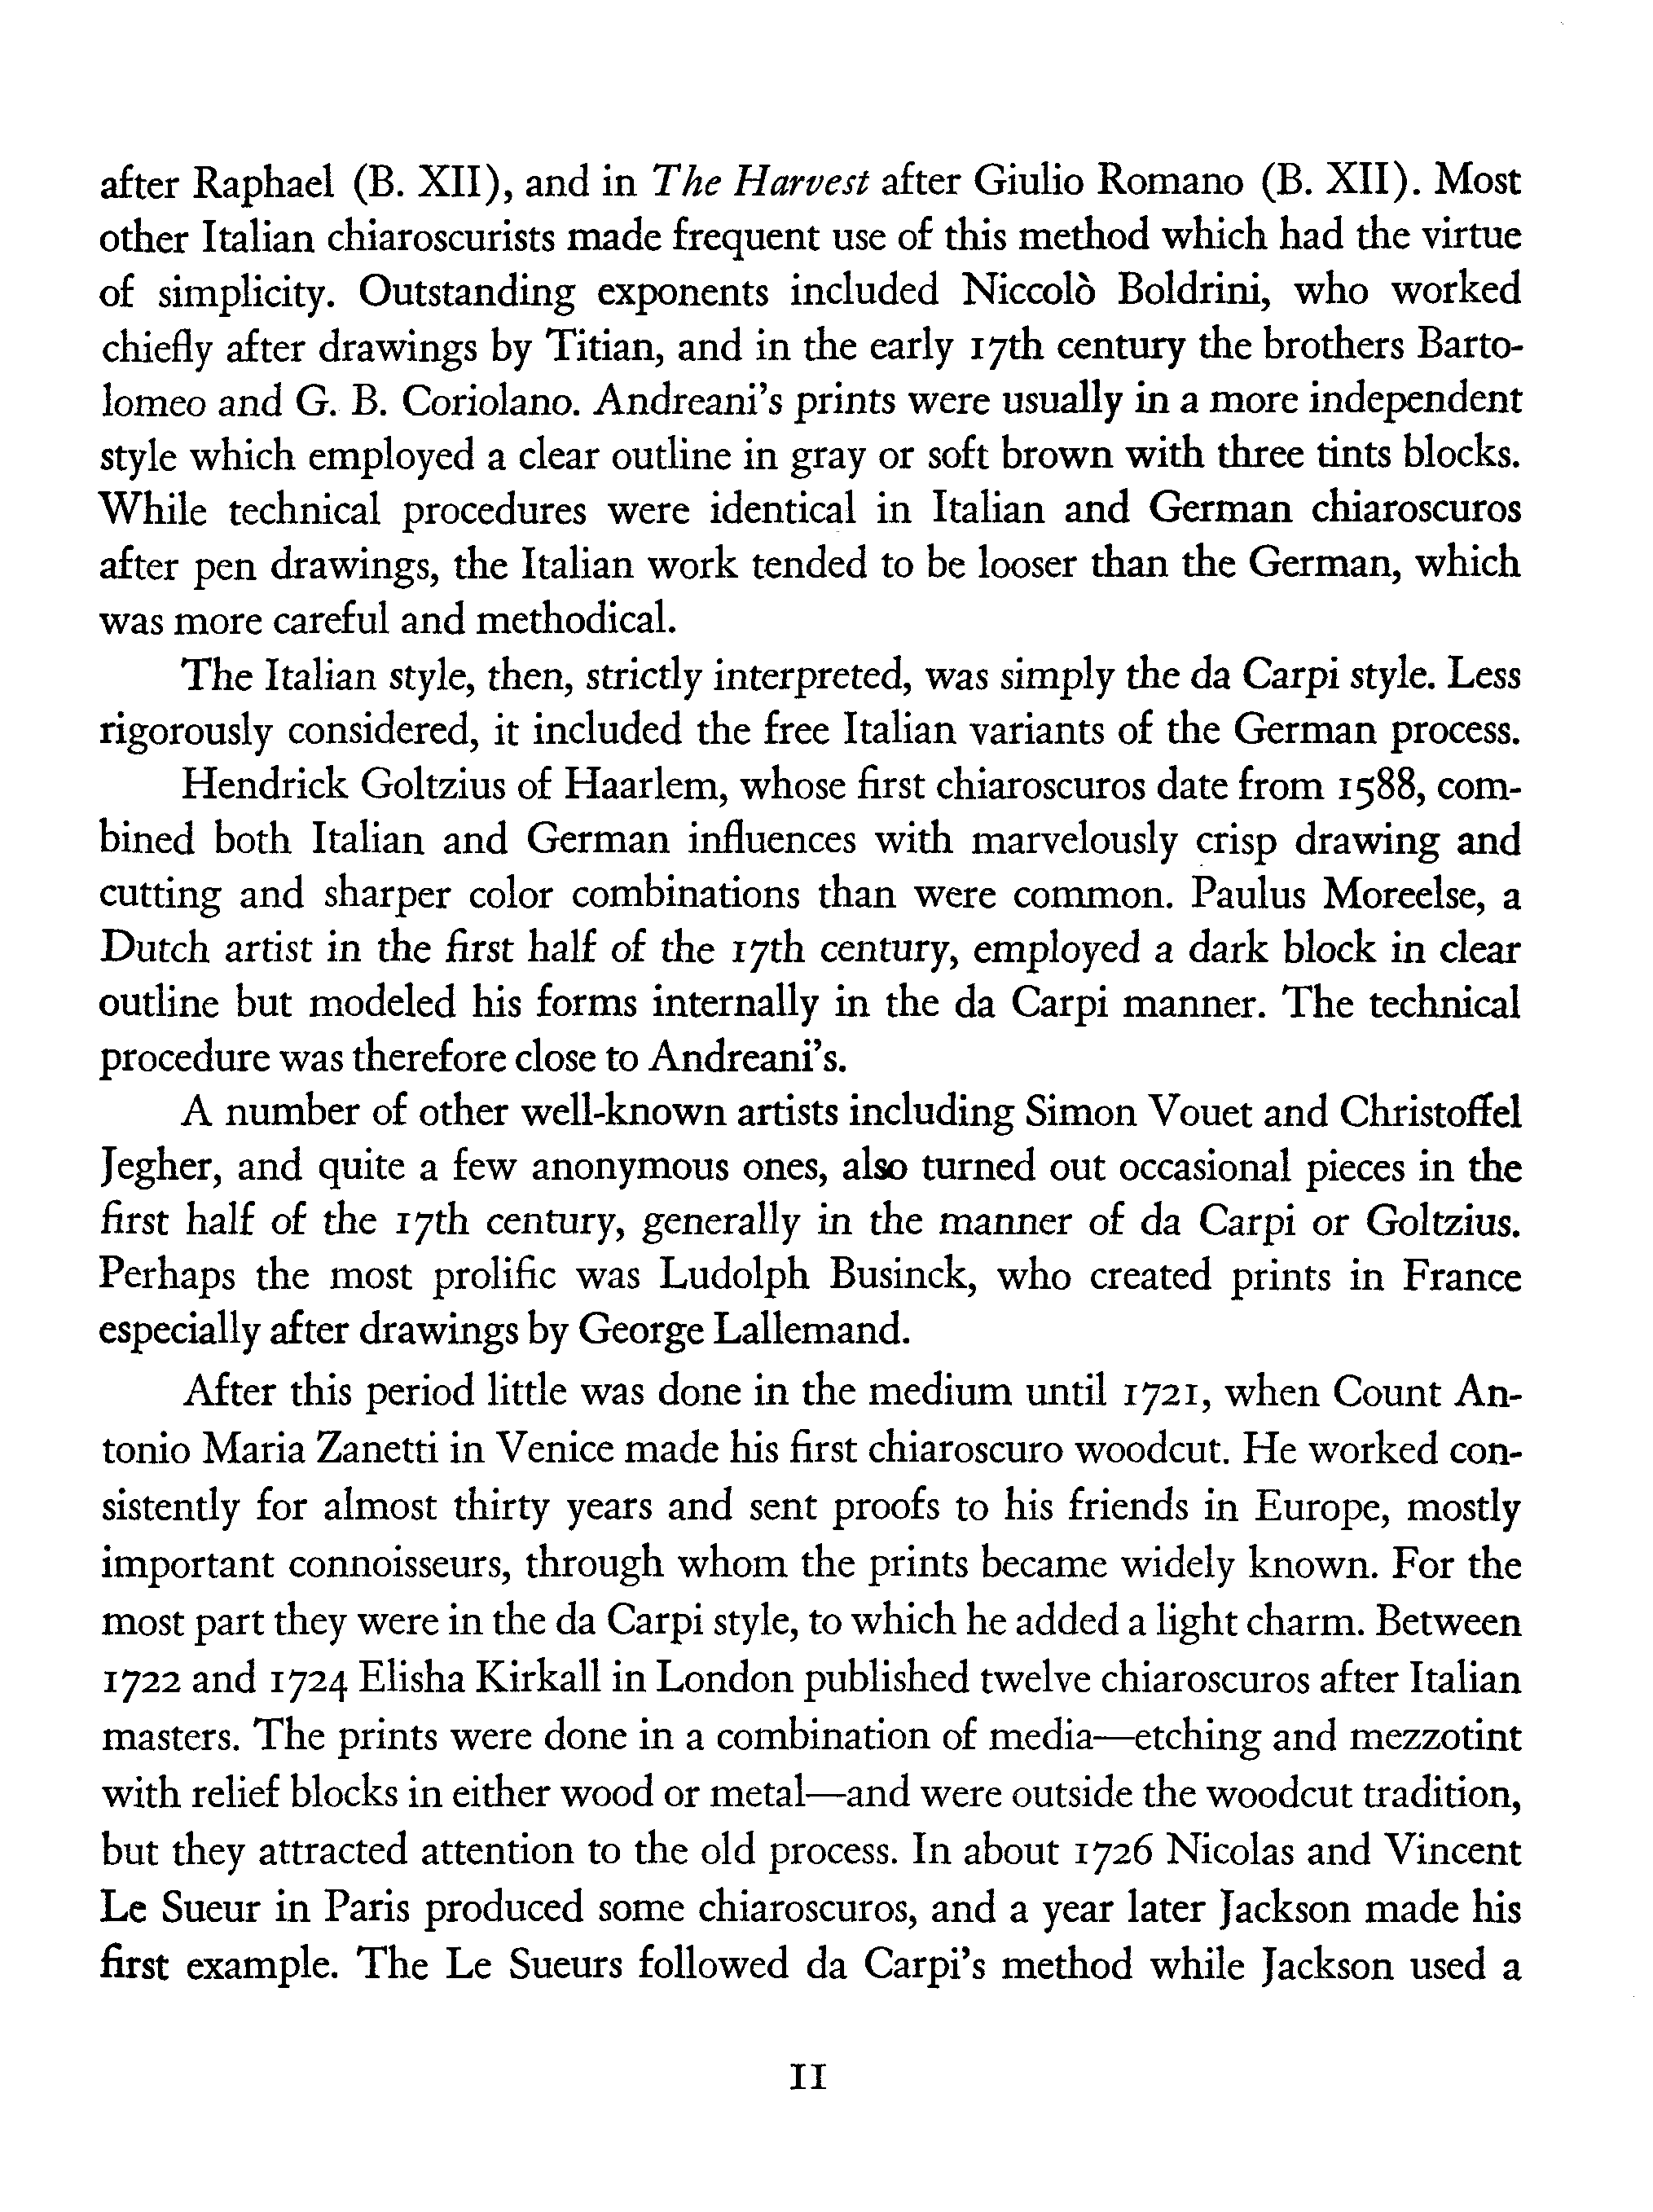 after Raphael (B. XII), and in The Harvest after Giulio Romano (B. XII). Most
other Italian chiaroscurists made frequent use of this method which had the virtue
of simplicity. Outstanding exponents included Niccolò Boldrini, who worked
chiefly after drawings by Titian, and in the early 17th century the brothers Barto-
lomeo and G. B. Coriolano. Andreani's prints were usually in a more independent
style which employed a clear outline in gray or soft brown with three tints blocks.
While technical procedures were identical in Italian and German chiaroscuros
after pen drawings, the Italian work tended to be looser than the German, which
was more careful and methodical.
The Italian style, then, strictly interpreted, was simply the da Carpi style. Less
rigorously considered, it included the free Italian variants of the German process.
Hendrick Goltzius of Haarlem, whose first chiaroscuros date from 1588, com-
bined both Italian and German influences with marvelously crisp drawing and
cutting and sharper color combinations than were common. Paulus Moreelse, a
Dutch artist in the first half of the 17th century, employed a dark block in clear
outline but modeled his forms internally in the da Carpi manner. The technical
procedure was therefore close to Andreani's.
A number of other well-known artists including Simon Vouet and Christoffel
Jegher, and quite a few anonymous ones, also turned out occasional pieces in the
first half of the 17th century, generally in the manner of da Carpi or Goltzius.
Perhaps the most prolific was Ludolph Businck, who created prints in France
especially after drawings by George Lallemand.
After this period little was done in the medium until 1721, when Count An-
tonio Maria Zanetti in Venice made his first chiaroscuro woodcut. He worked con-
sistently for almost thirty years and sent proofs to his friends in Europe, mostly
important connoisseurs, through whom the prints became widely known. For the
most part they were in the da Carpi style, to which he added a light charm. Between
1722 and 1724 Elisha Kirkall in London published twelve chiaroscuros after Italian
masters. The prints were done in a combination of media—etching and mezzotint
with relief blocks in either wood or metal—and were outside the woodcut tradition,
but they attracted attention to the old process. In about 1726 Nicolas and Vincent
Le Sueur in Paris produced some chiaroscuros, and a year later Jackson made his
first example. The Le Sueurs followed da Carpi's method while Jackson used a
11